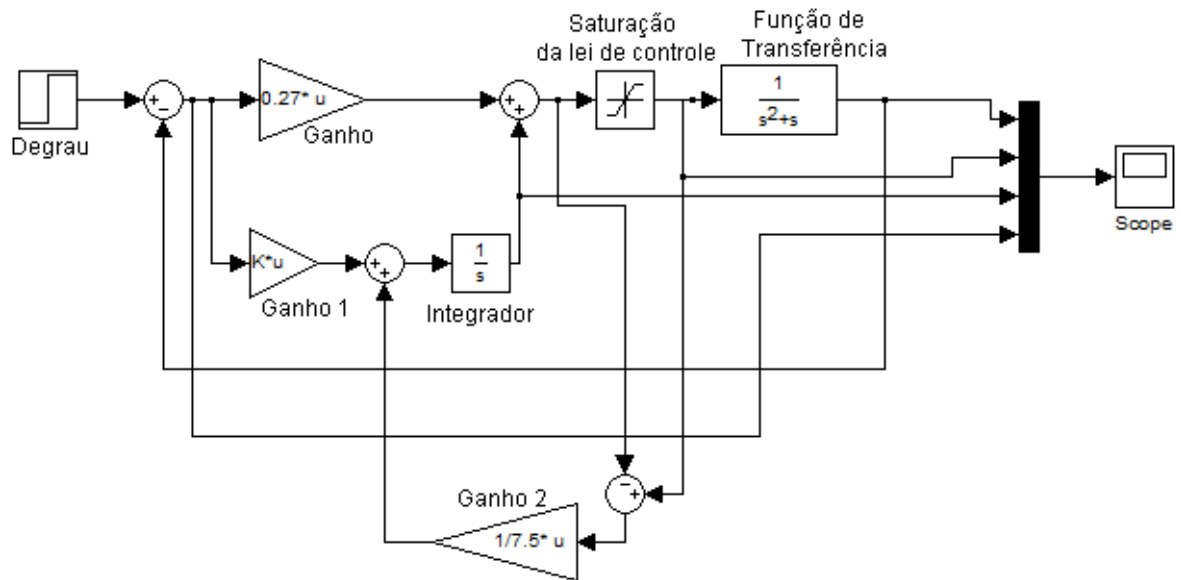 Saturação
da lei de controle
Função de
Transferência
Degrau
+
−
0.27* u
Ganho
+
+
1
s²+s
Scope
K*u
Ganho 1
+
+
1
s
Integrador
−
+
Ganho 2
1/7.5* u